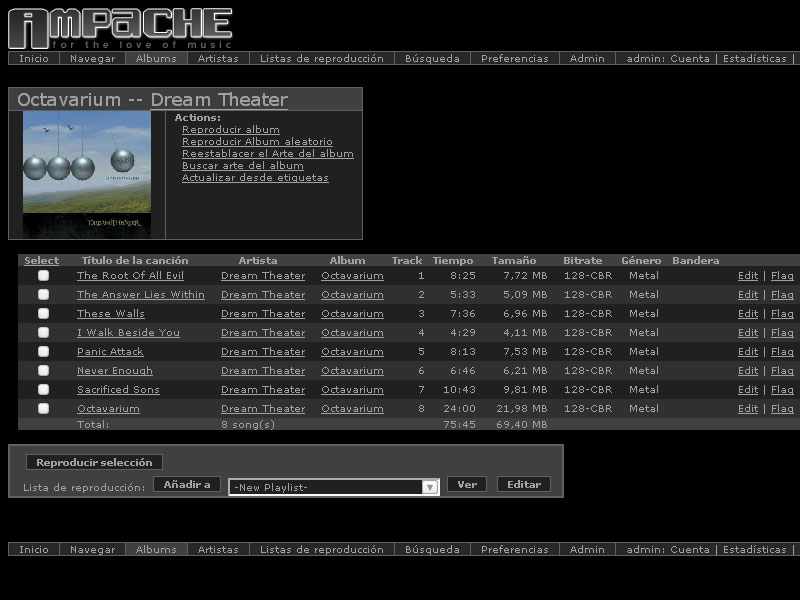 AMPACHE
for the love of music
Inicio Navegar Albums Artistas Listas de reproducción Búsqueda Preferencias Admin admin: Cuenta | Estadísticas |
Octavarium -- Dream Theater
Actions:
Reproducir album
Reproducir Album aleatorio
Reestablacer el Arte del album
Buscar arte del album
Actualizar desde etiquetas
DREAM THEATER
Select Título de la canción Artista Album Track Tiempo Tamaño Bitrate Género Bandera
The Root Of All Evil Dream Theater Octavarium 1 8:25 7,72 MB 128-CBR Metal Edit | Flag
The Answer Lies Within Dream Theater Octavarium 2 5:33 5,09 MB 128-CBR Metal Edit | Flag
These Walls Dream Theater Octavarium 3 7:36 6,96 MB 128-CBR Metal Edit | Flag
I Walk Beside You Dream Theater Octavarium 4 4:29 4,11 MB 128-CBR Metal Edit | Flag
Panic Attack Dream Theater Octavarium 5 8:13 7,53 MB 128-CBR Metal Edit | Flag
Never Enough Dream Theater Octavarium 6 6:46 6,21 MB 128-CBR Metal Edit | Flag
Sacrificed Sons Dream Theater Octavarium 7 10:43 9,81 MB 128-CBR Metal Edit | Flag
Octavarium Dream Theater Octavarium 8 24:00 21,98 MB 128-CBR Metal Edit | Flag
Total: 8 song(s) 75:45 69,40 MB
Reproducir selección
Lista de reproducción: Añadir a -New Playlist- Ver Editar
Inicio Navegar Albums Artistas Listas de reproducción Búsqueda Preferencias Admin admin: Cuenta | Estadísticas |